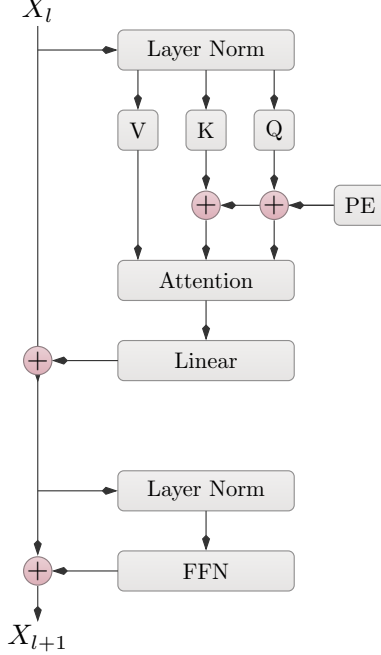 X_l
Layer Norm
V K Q
+ + PE
Attention
+ Linear
Layer Norm
+ FFN
X_{l+1}